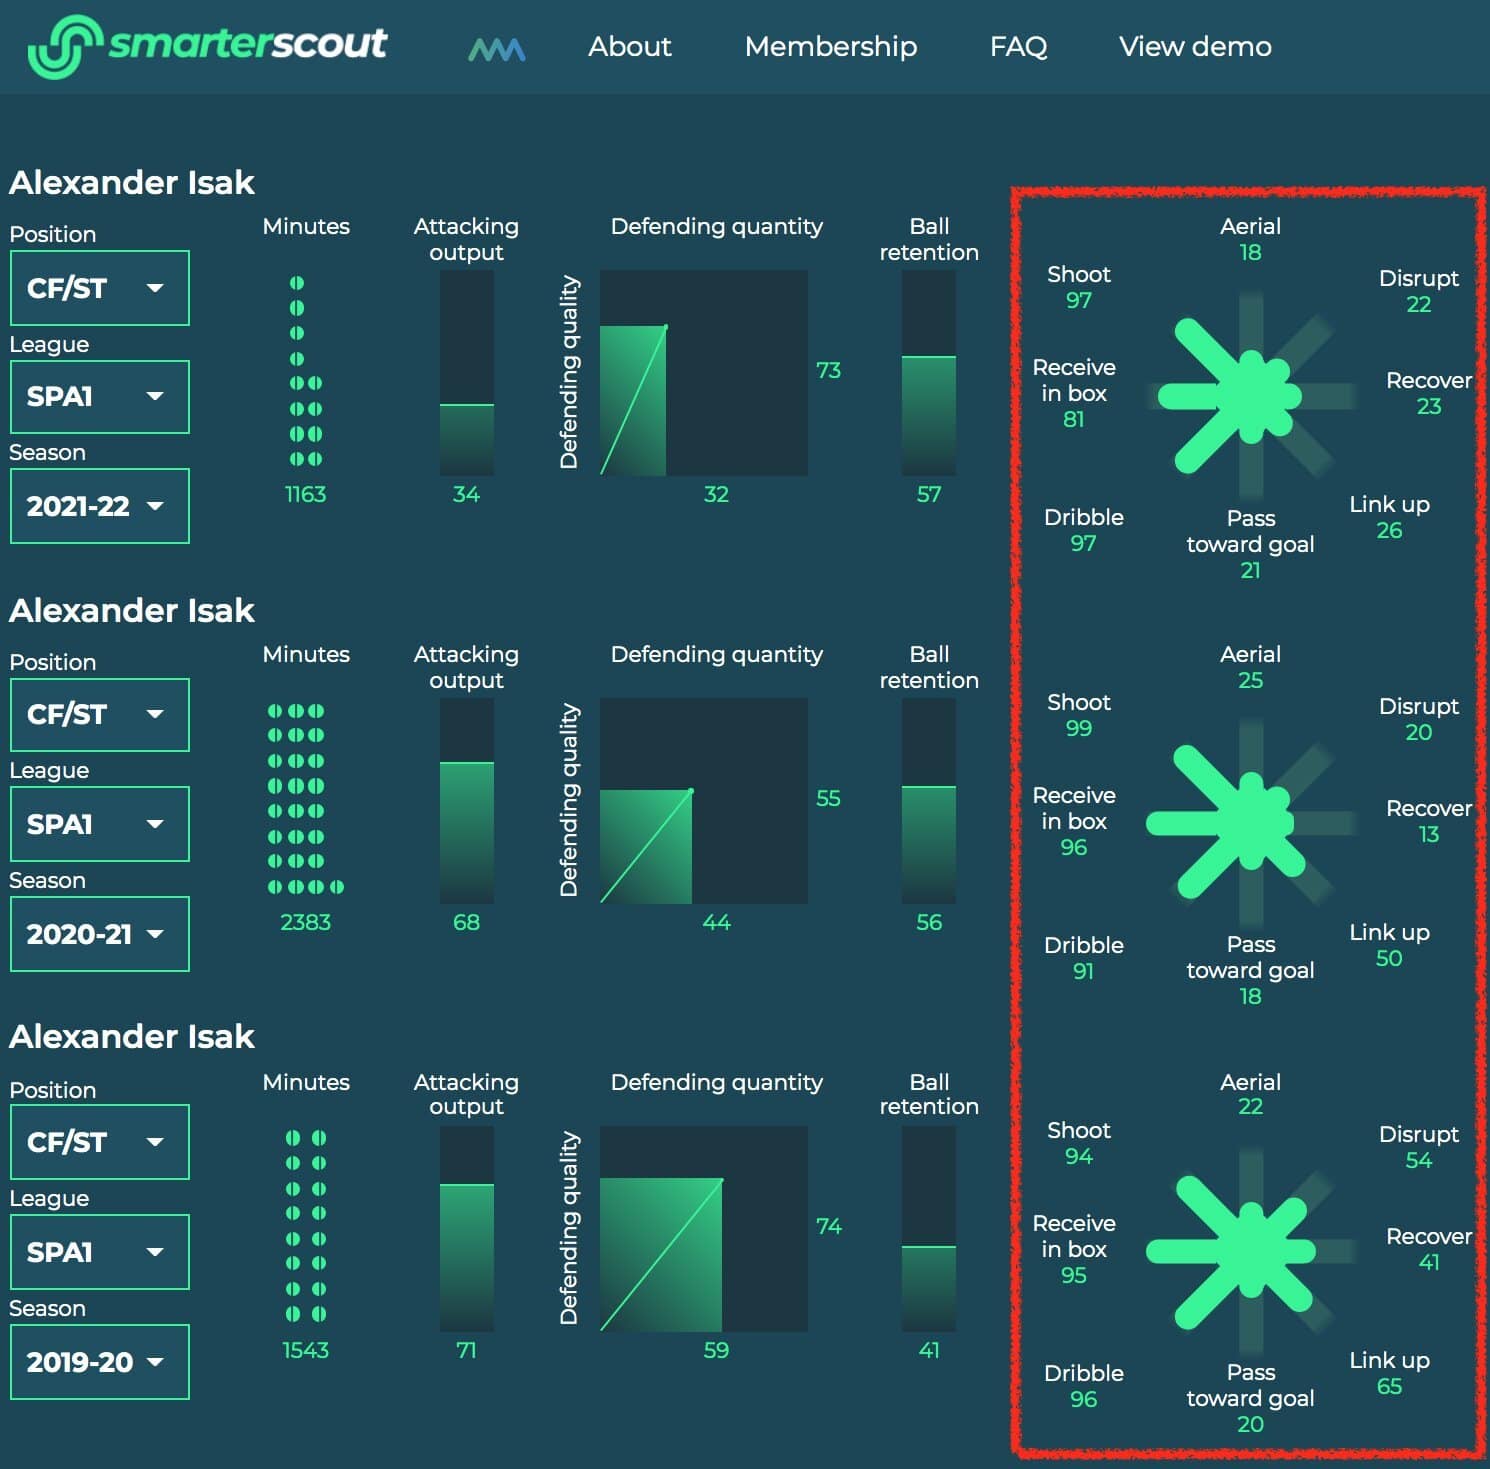 smarterscout
About
Membership
FAQ
View demo
Alexander Isak
Position
CF/ST
League
SPA1
Season
2021-22
Minutes
1163
Attacking
output
34
Defending quantity
Defending quality
73
32
Ball
retention
57
Aerial
18
Shoot
97
Disrupt
22
Receive
in box
81
Recover
23
Dribble
97
Pass
toward goal
21
Link up
26
Alexander Isak
Position
CF/ST
League
SPA1
Season
2020-21
Minutes
2383
Attacking
output
68
Defending quantity
Defending quality
55
44
Ball
retention
56
Aerial
25
Shoot
99
Disrupt
20
Receive
in box
96
Recover
13
Dribble
91
Pass
toward goal
18
Link up
50
Alexander Isak
Position
CF/ST
League
SPA1
Season
2019-20
Minutes
1543
Attacking
output
71
Defending quantity
Defending quality
74
59
Ball
retention
41
Aerial
22
Shoot
94
Disrupt
54
Receive
in box
95
Recover
41
Dribble
96
Pass
toward goal
20
Link up
65